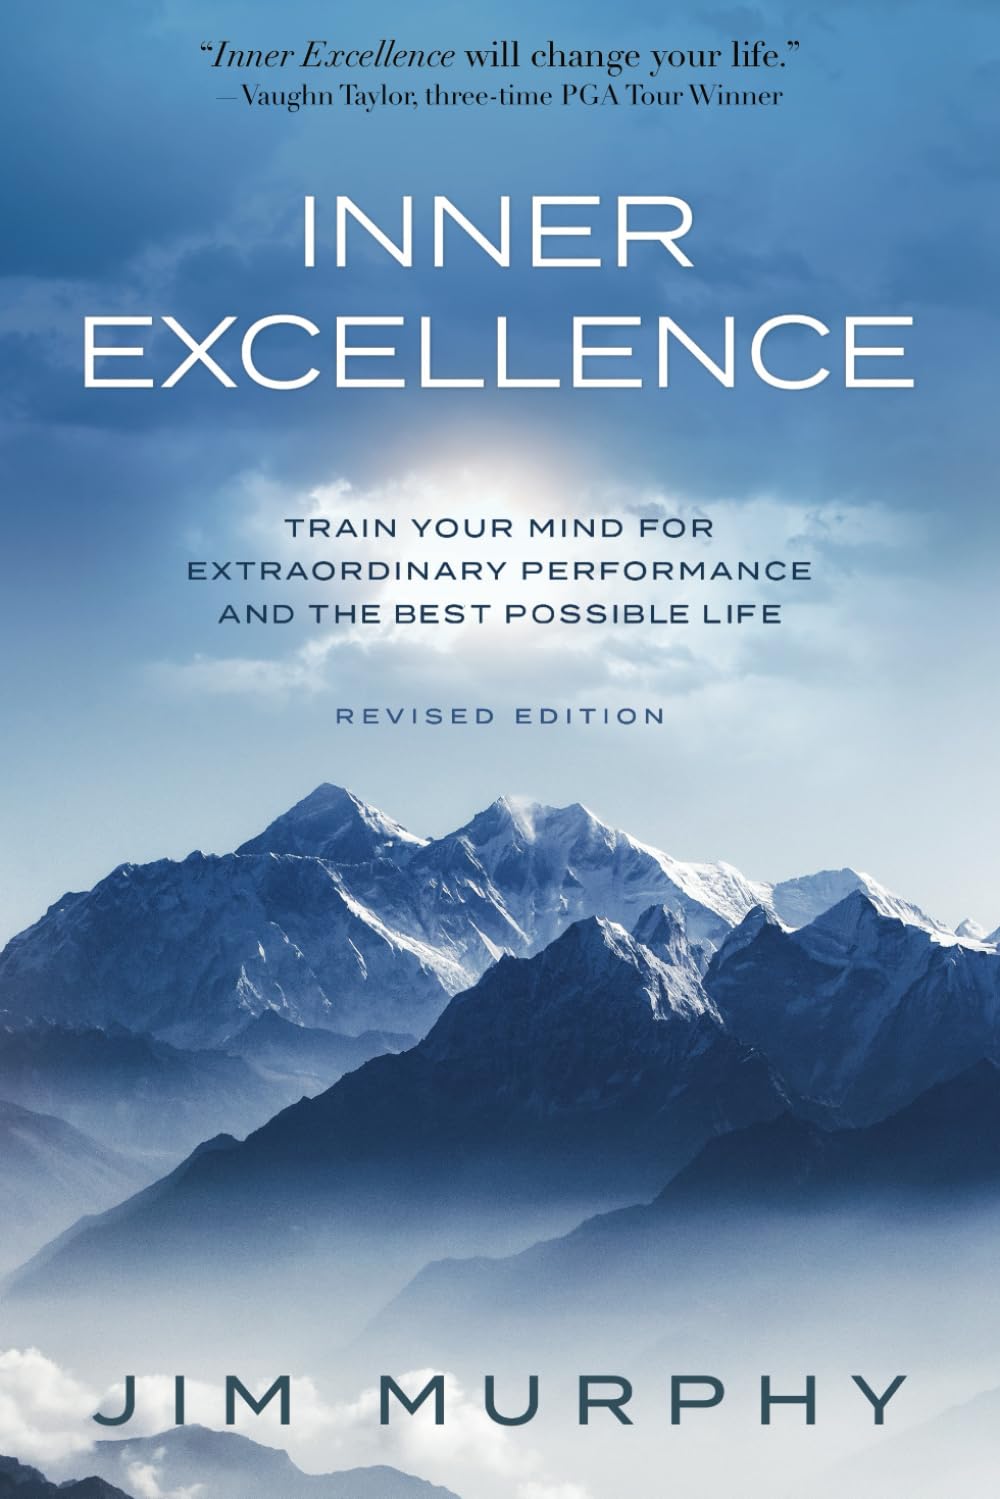 “Inner Excellence will change your life.”
—Vaughn Taylor, three-time PGA Tour Winner
INNER
EXCELLENCE
TRAIN YOUR MIND FOR
EXTRAORDINARY PERFORMANCE
AND THE BEST POSSIBLE LIFE
REVISED EDITION
JIM MURPHY